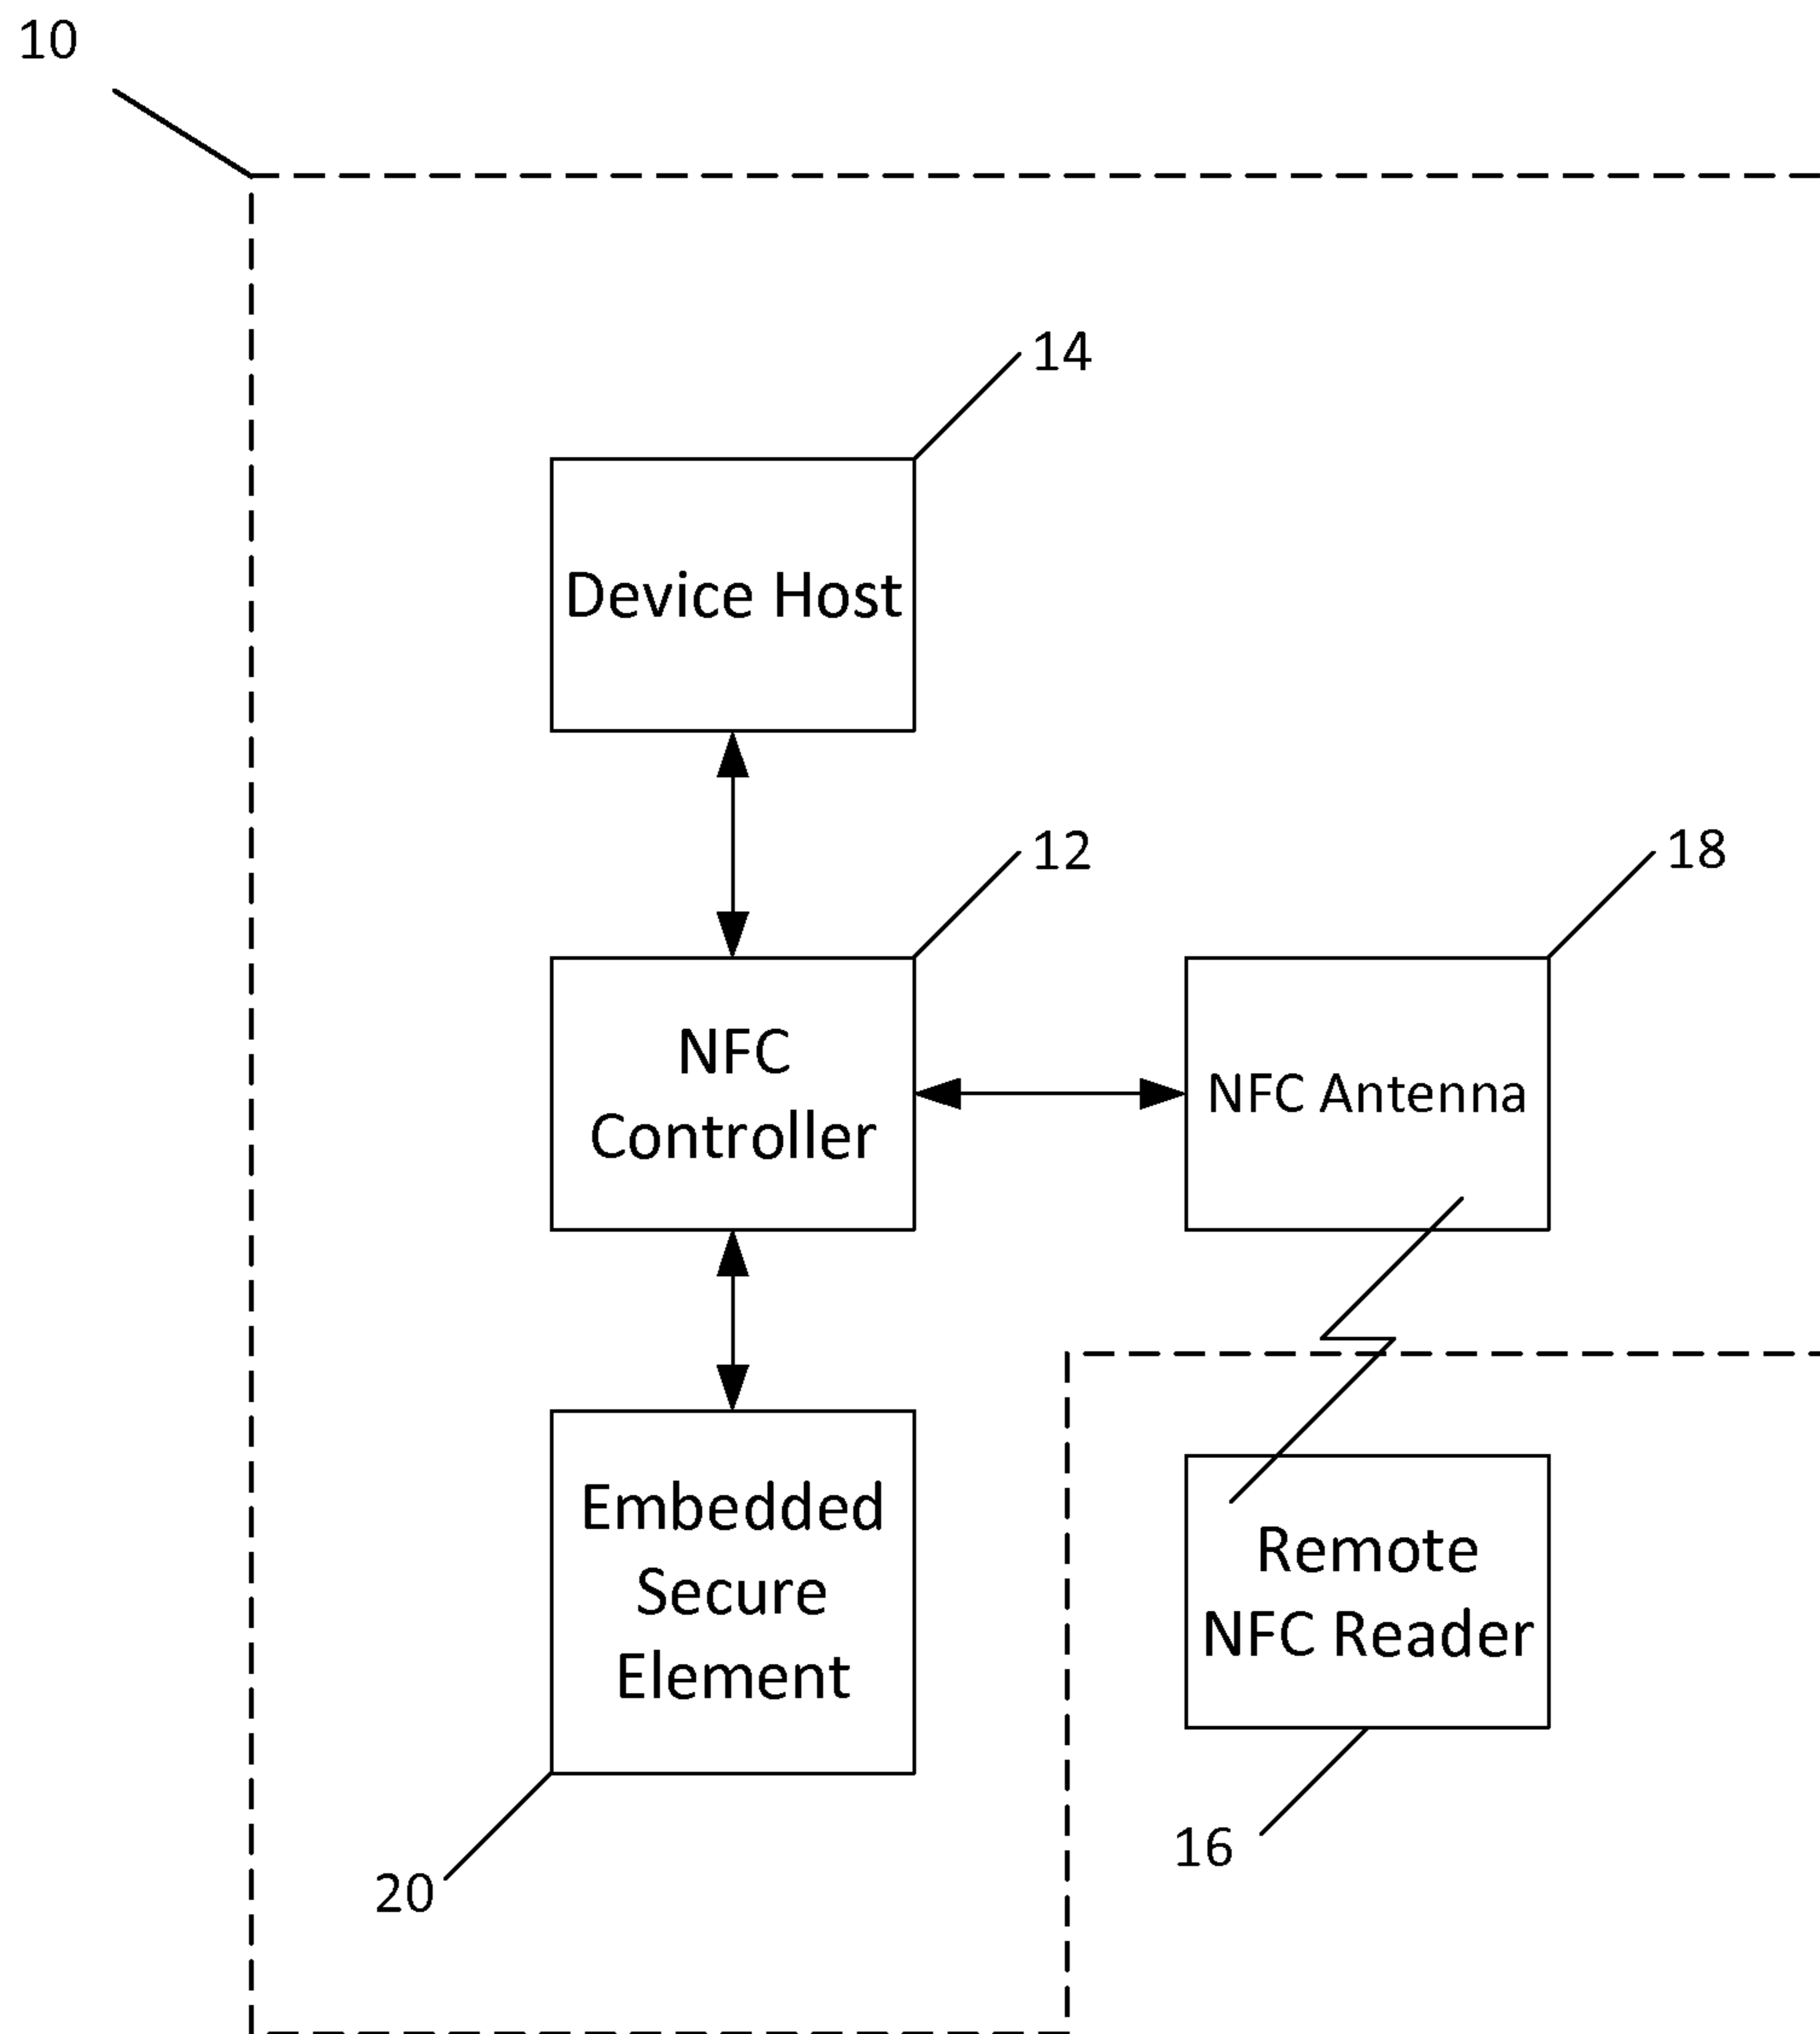 10
14
Device Host
12
18
NFC
Controller
NFC Antenna
Embedded
Secure
Element
Remote
NFC Reader
16
20